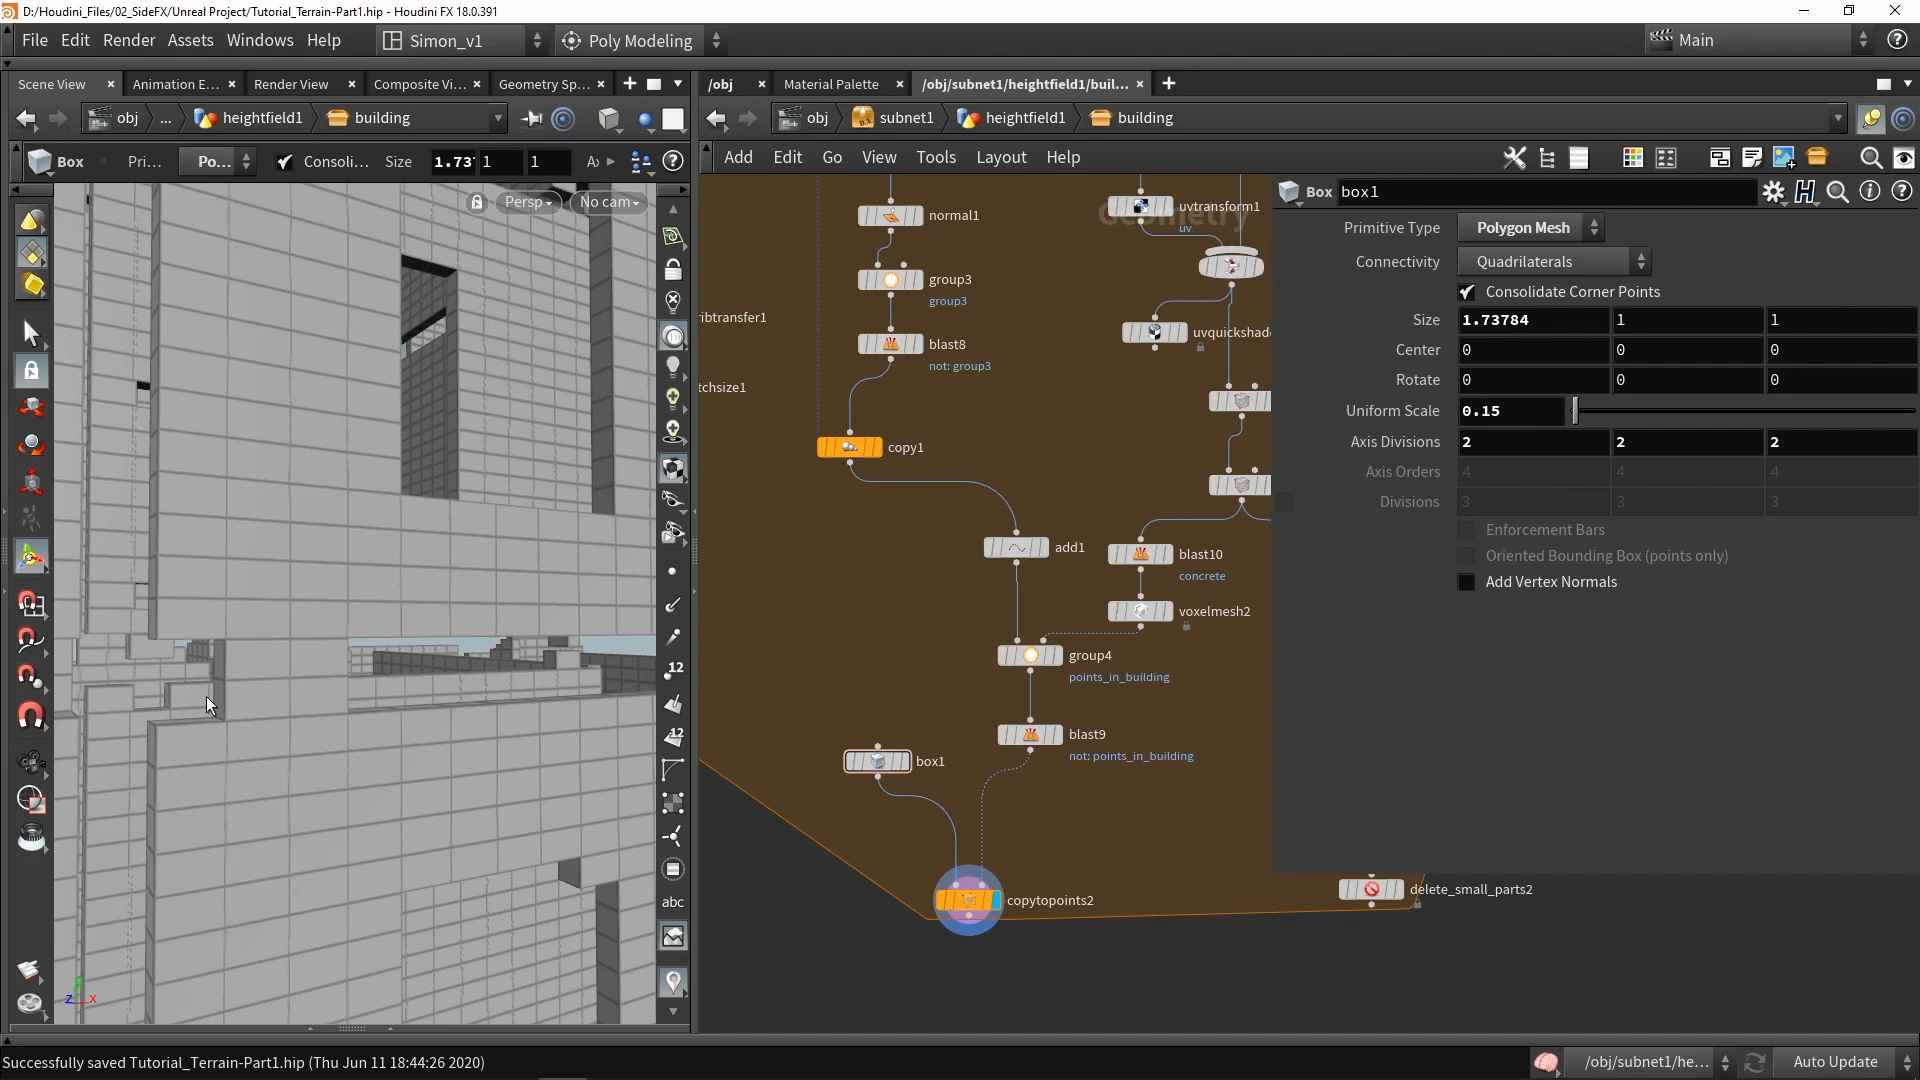 D:/Houdini_Files/02_SideFX/Unreal Project/Tutorial_Terrain-Part1.hip - Houdini FX 18.0.391
File Edit Render Assets Windows Help
Simon_v1
Poly Modeling
Main
Scene View
Animation E...
Render View
Composite Vi...
Geometry Sp...
/obj
Material Palette
/obj/subnet1/heightfield1/buil...
obj
...
heightfield1
building
obj
subnet1
heightfield1
building
Box
Pri...
Po...
Consoli...
Size
1.73
1
1
Add Edit Go View Tools Layout Help
Persp
No cam
Geometry
Box
box1
Primitive Type
Polygon Mesh
Connectivity
Quadrilaterals
Consolidate Corner Points
Size
1.73784
1
1
Center
0
0
0
Rotate
0
0
0
Uniform Scale
0.15
Axis Divisions
2
2
2
Axis Orders
4
4
4
Divisions
3
3
3
Enforcement Bars
Oriented Bounding Box (points only)
Add Vertex Normals
normal1
group3
group3
blast8
not: group3
ribtransfer1
tchsize1
copy1
add1
uvtransform1
uv
uvquickshad
blast10
concrete
voxelmesh2
group4
points_in_building
blast9
not: points_in_building
box1
copytopoints2
delete_small_parts2
12
12
abc
z
x
Successfully saved Tutorial_Terrain-Part1.hip (Thu Jun 11 18:44:26 2020)
/obj/subnet1/he...
Auto Update